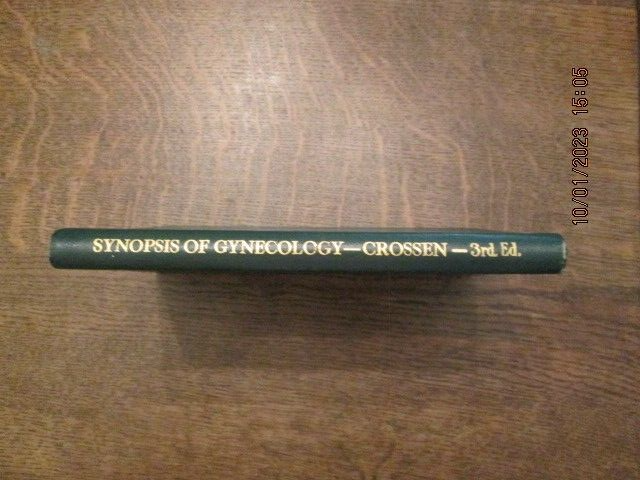 SYNOPSIS OF GYNECOLOGY—CROSSEN—3rd. Ed.
10/01/2023 15:05